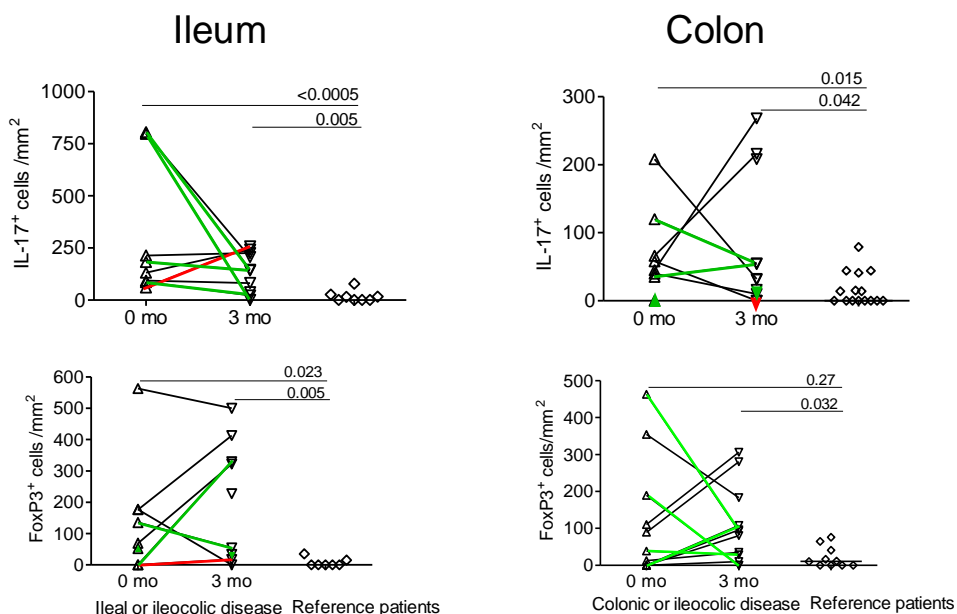 Ileum
Colon
IL-17+ cells /mm2
1000
750
500
250
0
<0.0005
0.005
0 mo
3 mo
IL-17+ cells /mm2
300
200
100
0
0.015
0.042
0 mo
3 mo
FoxP3+ cells /mm2
600
500
400
300
200
100
0
0.023
0.005
0 mo
3 mo
Ileal or ileocolic disease
Reference patients
FoxP3+ cells/mm2
500
400
300
200
100
0
0.27
0.032
0 mo
3 mo
Colonic or ileocolic disease
Reference patients